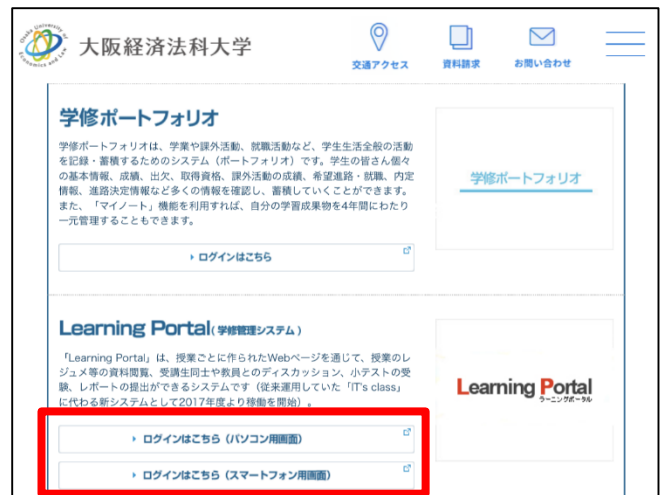 Osaka University of
Economics and Law
大阪経済法科大学
交通アクセス
資料請求
お問い合わせ
学修ポートフォリオ
学修ポートフォリオは、学業や課外活動、就職活動など、学生生活全般の活動
を記録・蓄積するためのシステム（ポートフォリオ）です。学生の皆さん個々
の基本情報、成績、出欠、取得資格、課外活動の成績、希望進路・就職、内定
情報、進路決定情報など多くの情報を確認し、蓄積していくことができます。
また、「マイノート」機能を利用すれば、自分の学習成果物を4年間にわたり
一元管理することもできます。
学修ポートフォリオ
ログインはこちら
Learning Portal（学修管理システム）
「Learning Portal」は、授業ごとに作られたWebページを通じて、授業のレ
ジュメ等の資料閲覧、受講生同士や教員とのディスカッション、小テストの受
験、レポートの提出ができるシステムです（従来運用していた「IT's class」
に代わる新システムとして2017年度より稼働を開始）。
Learning Portal
ラーニングポータル
ログインはこちら（パソコン用画面）
ログインはこちら（スマートフォン用画面）